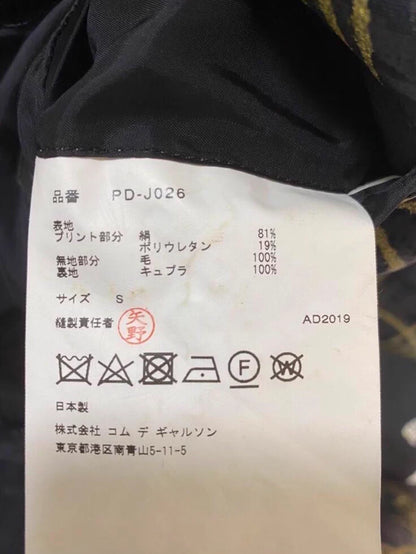 品番 PD-J026
表地
プリント部分 絹 81%
ポリウレタン 19%
無地部分 毛 100%
裏地 キュプラ 100%
サイズ S
縫製責任者 矢野 AD2019
F W
日本製
株式会社 コム デ ギャルソン
東京都港区南青山5-11-5